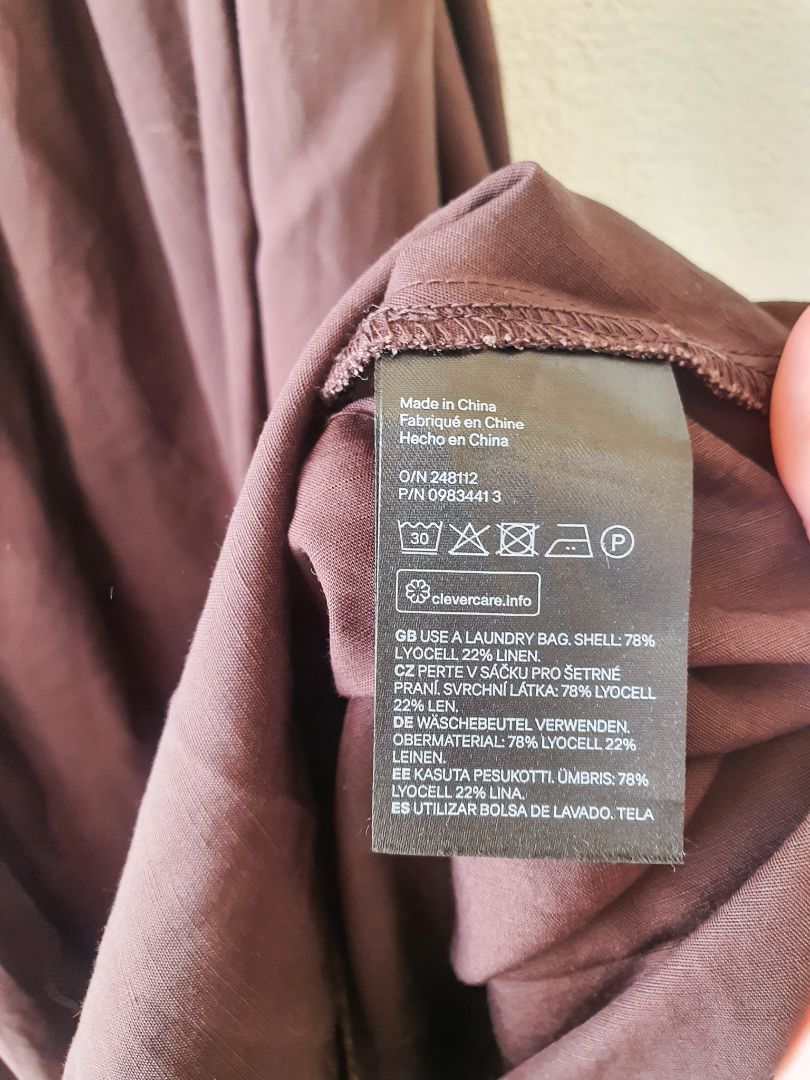 Made in China
Fabriqué en Chine
Hecho en China
O/N 248112
P/N 0983441 3
30 P
clevercare.info
GB USE A LAUNDRY BAG. SHELL: 78%
LYOCELL 22% LINEN.
CZ PERTE V SÁČKU PRO ŠETRNÉ
PRANÍ. SVRCHNÍ LÁTKA: 78% LYOCELL
22% LEN.
DE WÄSCHEBEUTEL VERWENDEN.
OBERMATERIAL: 78% LYOCELL 22%
LEINEN.
EE KASUTA PESUKOTTI. ÜMBRIS: 78%
LYOCELL 22% LINA.
ES UTILIZAR BOLSA DE LAVADO. TELA